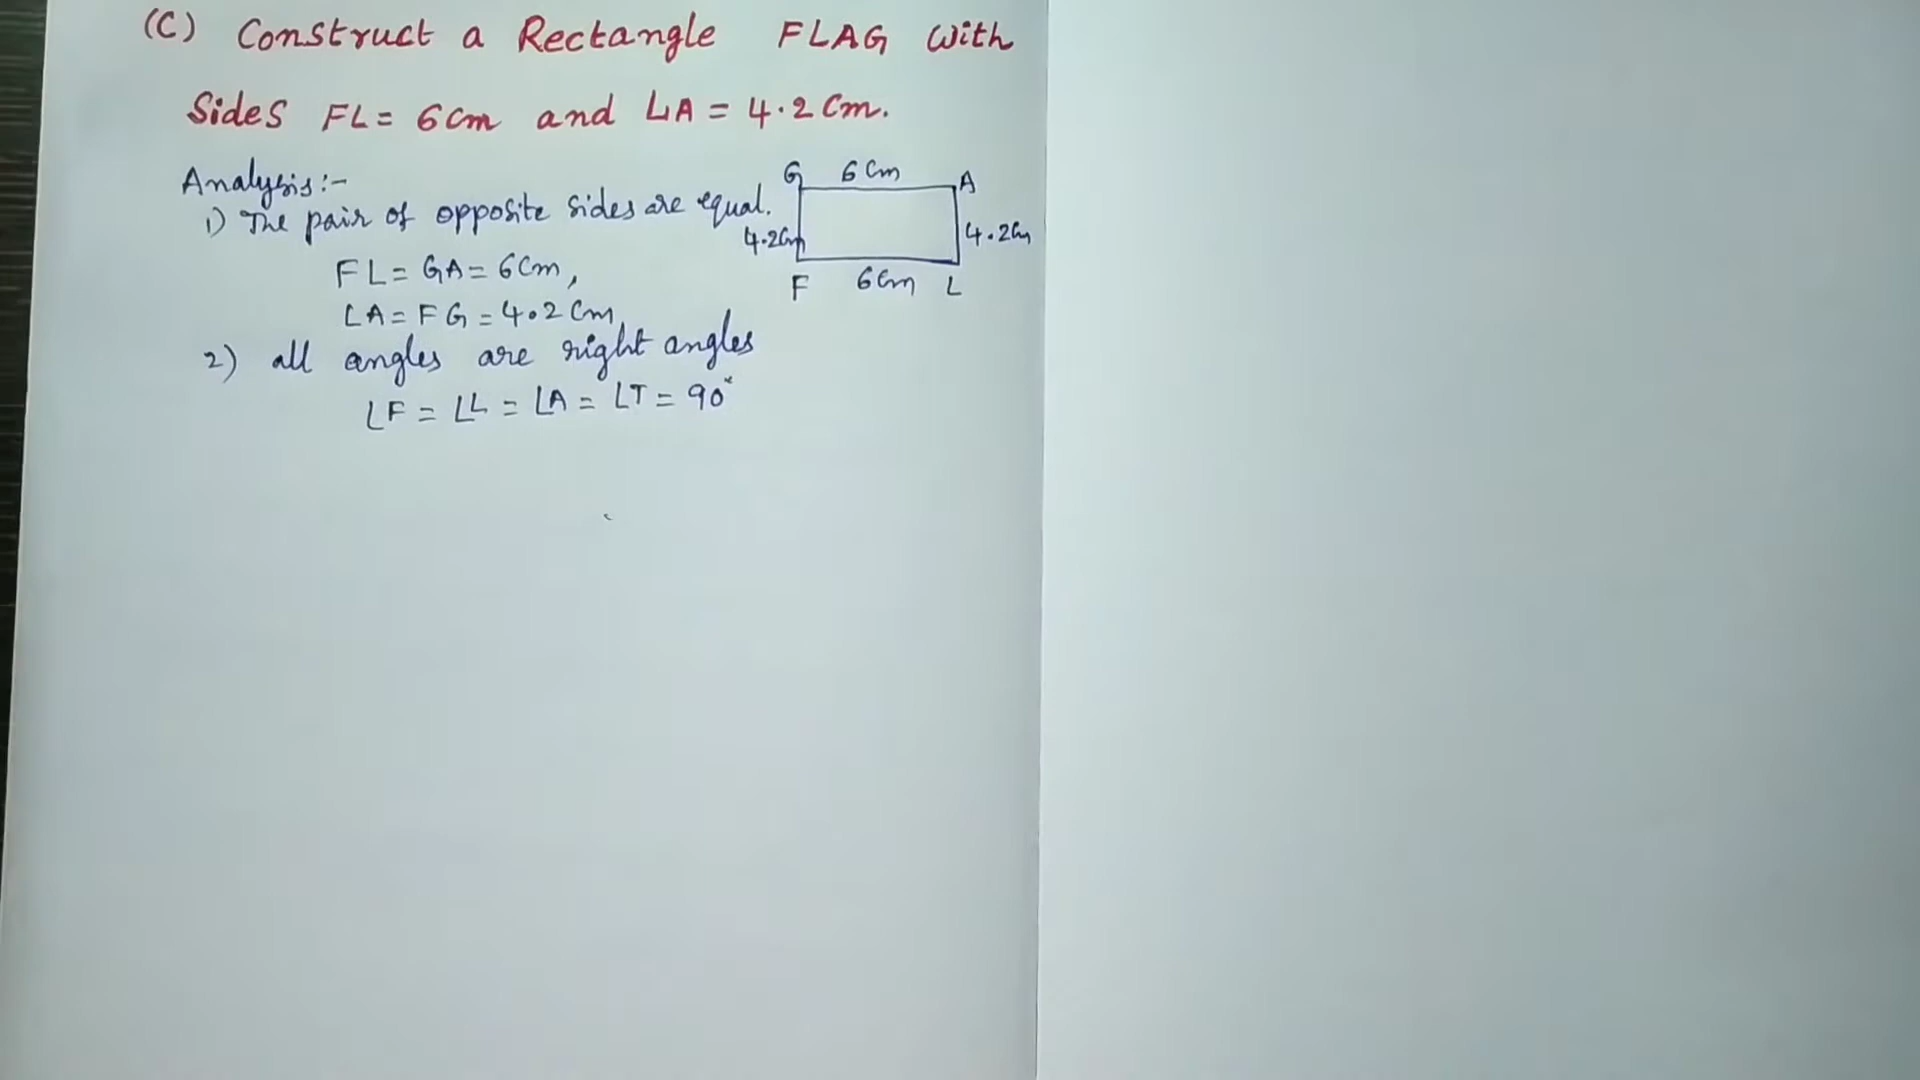 (C) Construct a Rectangle FLAG With
Sides FL = 6cm and LA = 4.2 Cm.
Analysis:-
1) The pair of opposite sides are equal.
FL = GA = 6Cm,
LA = FG = 4.2 Cm
2) all angles are right angles
∠F = ∠L = ∠A = ∠T = 90°
G 6 Cm A
4.2Cm 4.2Cm
F 6Cm L